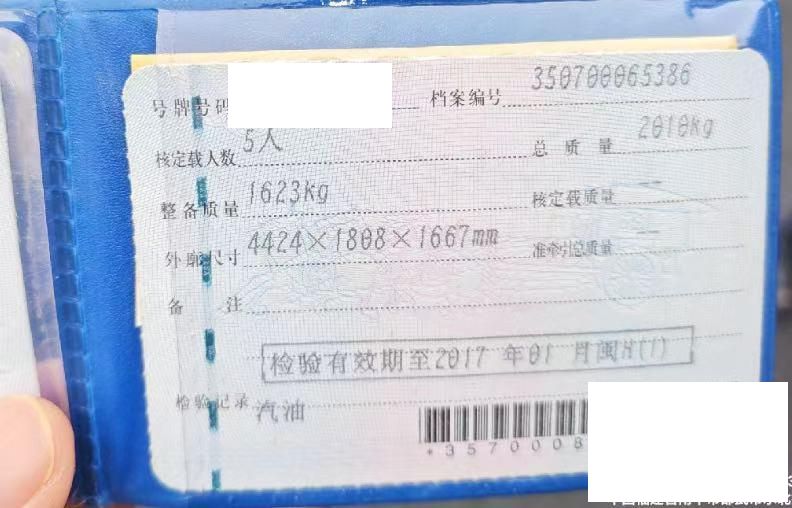 号牌号码 档案编号 350700065386
核定载人数 5人 总质量 2010kg
整备质量 1623kg 核定载质量 --
外廓尺寸 4424×1808×1667mm 准牵引总质量 --
备注
检验有效期至2017年01月闽H(1)
检验记录 汽油
*3570008